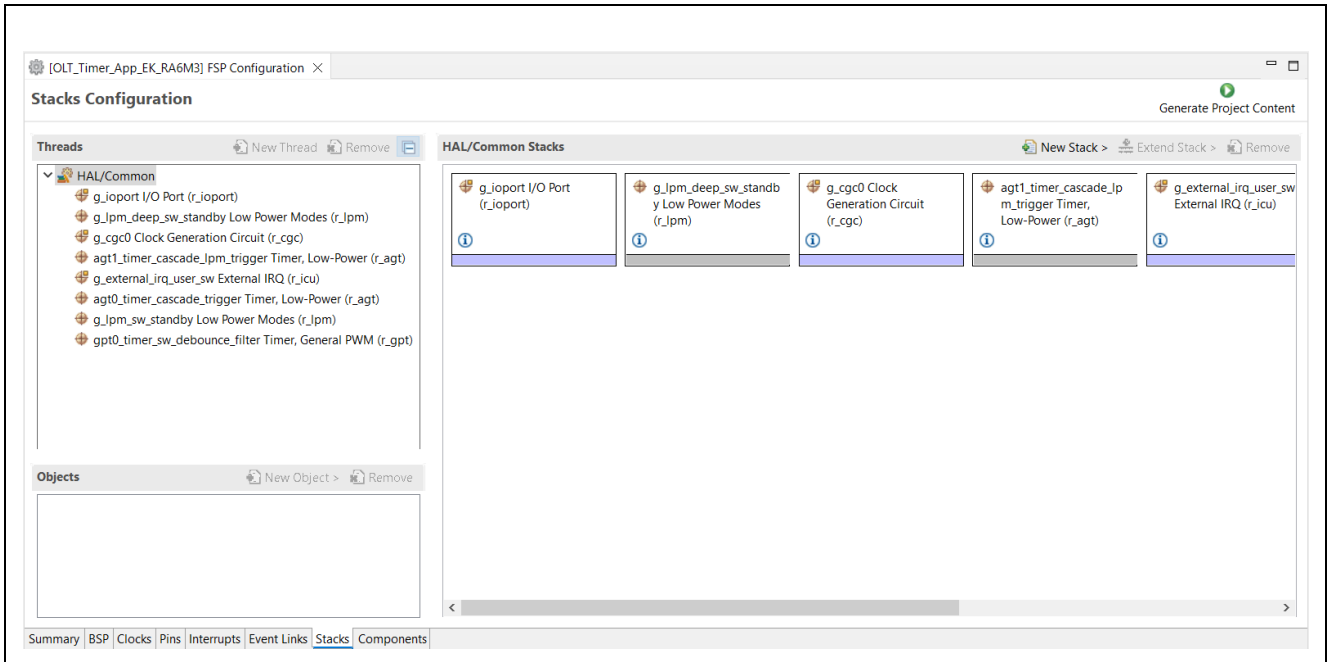 [OLT_Timer_App_EK_RA6M3] FSP Configuration
Stacks Configuration
Generate Project Content
Threads
New Thread
Remove
HAL/Common
g_ioport I/O Port (r_ioport)
g_lpm_deep_sw_standby Low Power Modes (r_lpm)
g_cgc0 Clock Generation Circuit (r_cgc)
agt1_timer_cascade_lpm_trigger Timer, Low-Power (r_agt)
g_external_irq_user_sw External IRQ (r_icu)
agt0_timer_cascade_trigger Timer, Low-Power (r_agt)
g_lpm_sw_standby Low Power Modes (r_lpm)
gpt0_timer_sw_debounce_filter Timer, General PWM (r_gpt)
Objects
New Object >
Remove
HAL/Common Stacks
New Stack >
Extend Stack >
Remove
g_ioport I/O Port
(r_ioport)
g_lpm_deep_sw_standb
y Low Power Modes
(r_lpm)
g_cgc0 Clock
Generation Circuit
(r_cgc)
agt1_timer_cascade_lp
m_trigger Timer,
Low-Power (r_agt)
g_external_irq_user_sw
External IRQ (r_icu)
Summary BSP Clocks Pins Interrupts Event Links Stacks Components